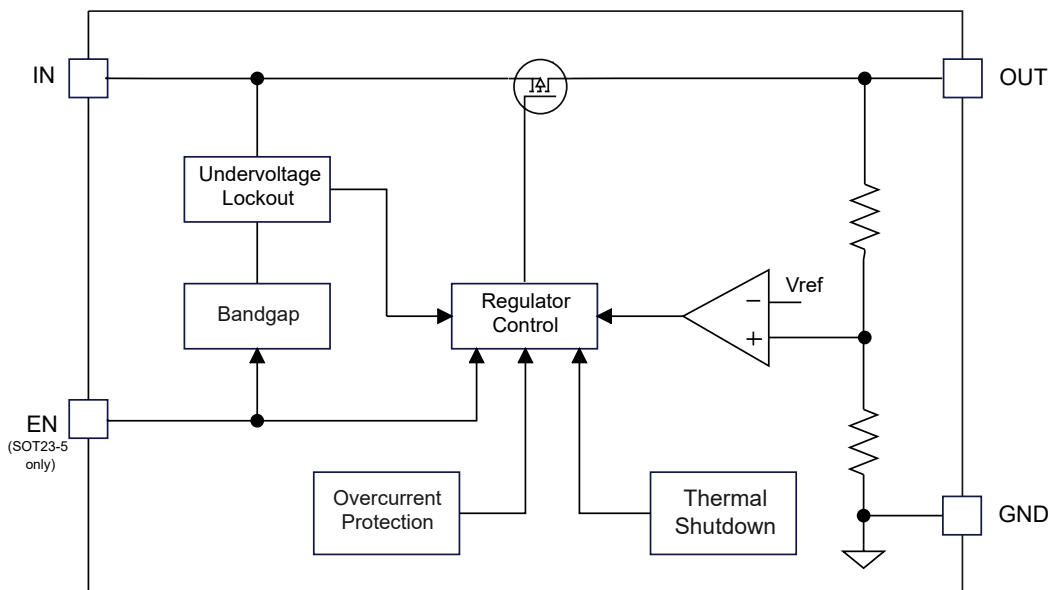 IN
OUT
Undervoltage
Lockout
Bandgap
Regulator
Control
Vref
−
+
EN
(SOT23-5
only)
Overcurrent
Protection
Thermal
Shutdown
GND